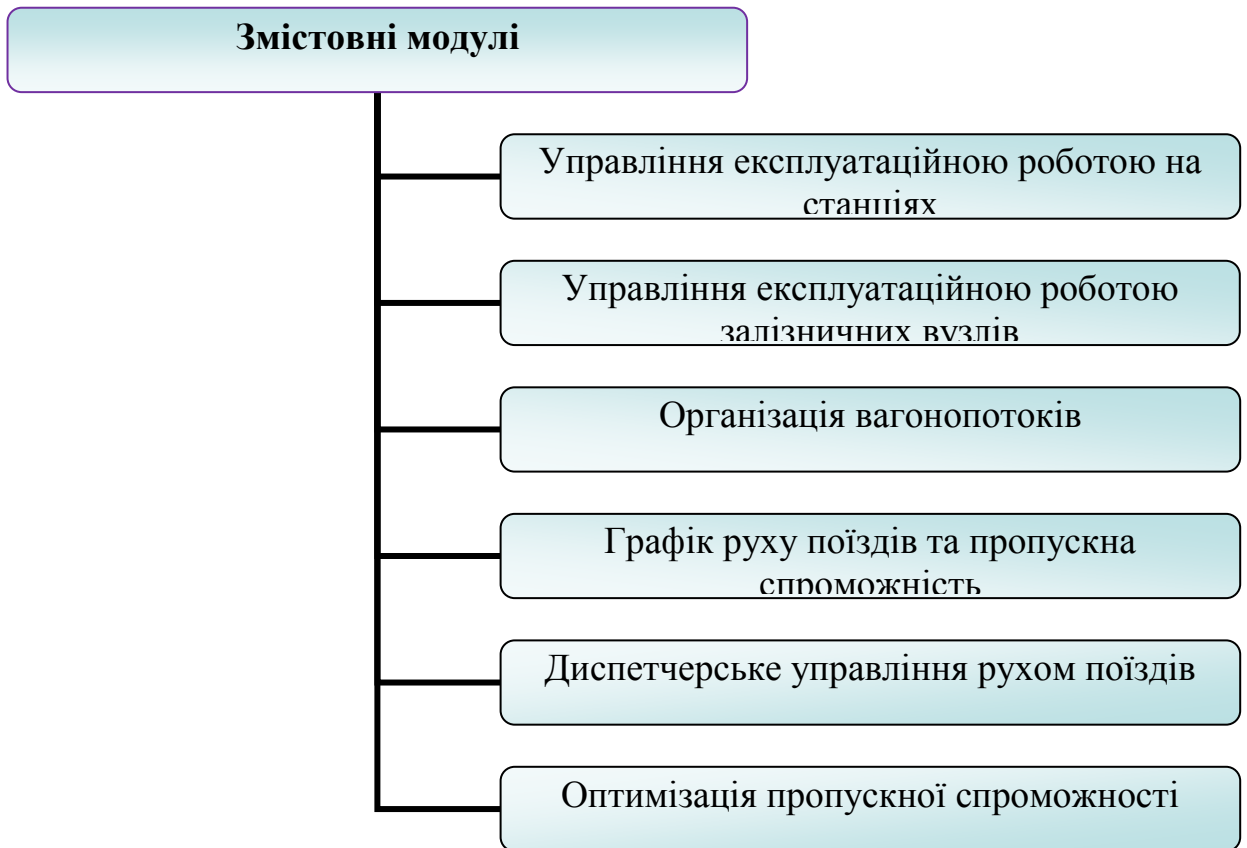 Змістовні модулі
Управління експлуатаційною роботою на
станціях
Управління експлуатаційною роботою
залізничних вузлів
Організація вагонопотоків
Графік руху поїздів та пропускна
спроможність
Диспетчерське управління рухом поїздів
Оптимізація пропускної спроможності